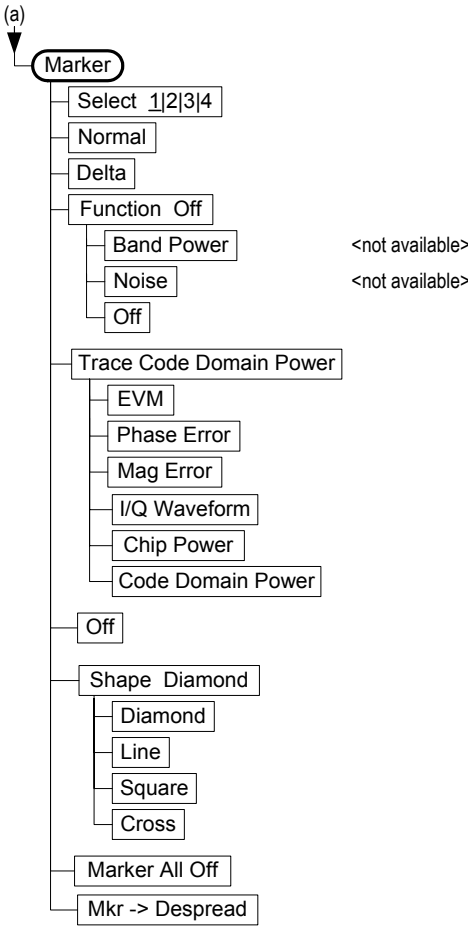 (a)
Marker
Select 1|2|3|4
Normal
Delta
Function Off
Band Power <not available>
Noise <not available>
Off
Trace Code Domain Power
EVM
Phase Error
Mag Error
I/Q Waveform
Chip Power
Code Domain Power
Off
Shape Diamond
Diamond
Line
Square
Cross
Marker All Off
Mkr -> Despread